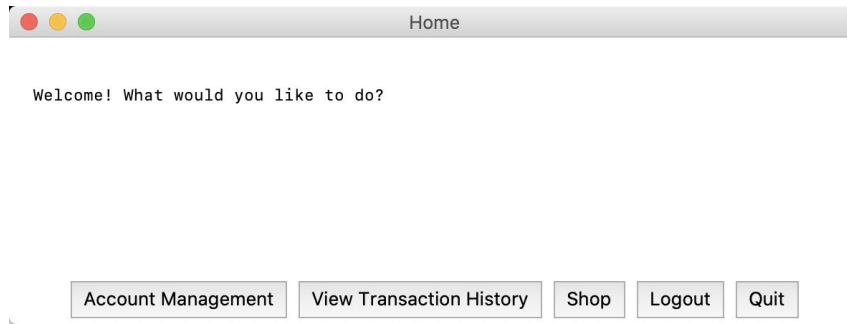 Home
Welcome! What would you like to do?
Account Management View Transaction History Shop Logout Quit